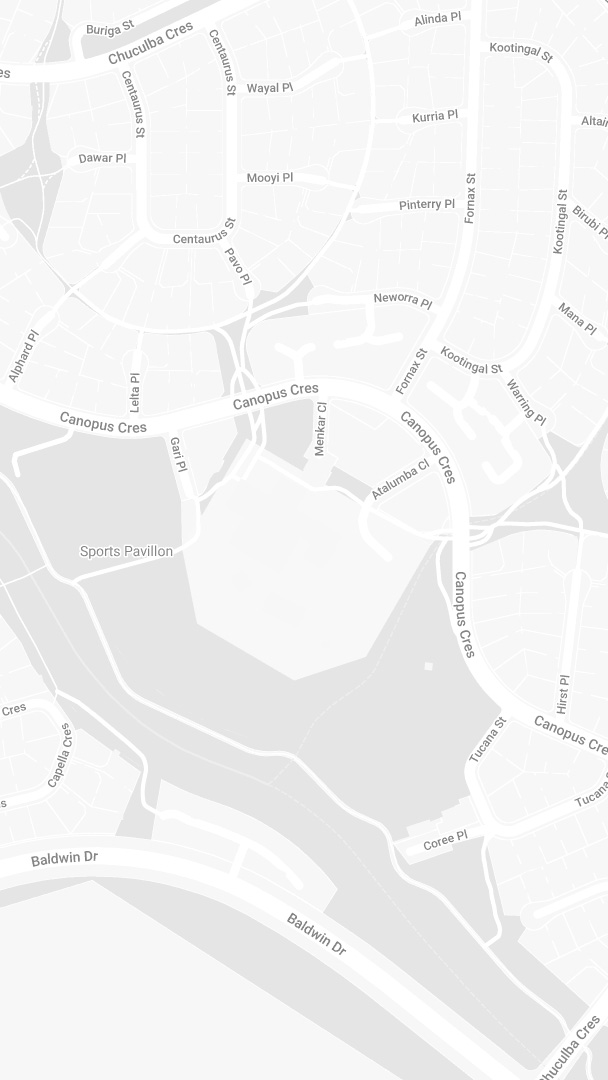 Alinda Pl
Buriga St
Chuculba Cres
Centaurus St
Kootingal St
es
Centaurus St
Wayal Pl
Kurria Pl
Altair
Dawar Pl
Mooyi Pl
Fornax St
Pinterry Pl
Kootingal St
Birubi Pl
Centaurus St
Pavo Pl
Neworra Pl
Mana Pl
Alphard Pl
Kootingal St
Fornax St
Lelta Pl
Canopus Cres
Warring Pl
Canopus Cres
Menkar Cl
Canopus Cres
Gari Pl
Atalumba Cl
Sports Pavillon
Canopus Cres
Hirst Pl
Cres
Canopus Cres
Tucana St
Capella Cres
Tucana S
s
Coree Pl
Baldwin Dr
Baldwin Dr
huculba Cres